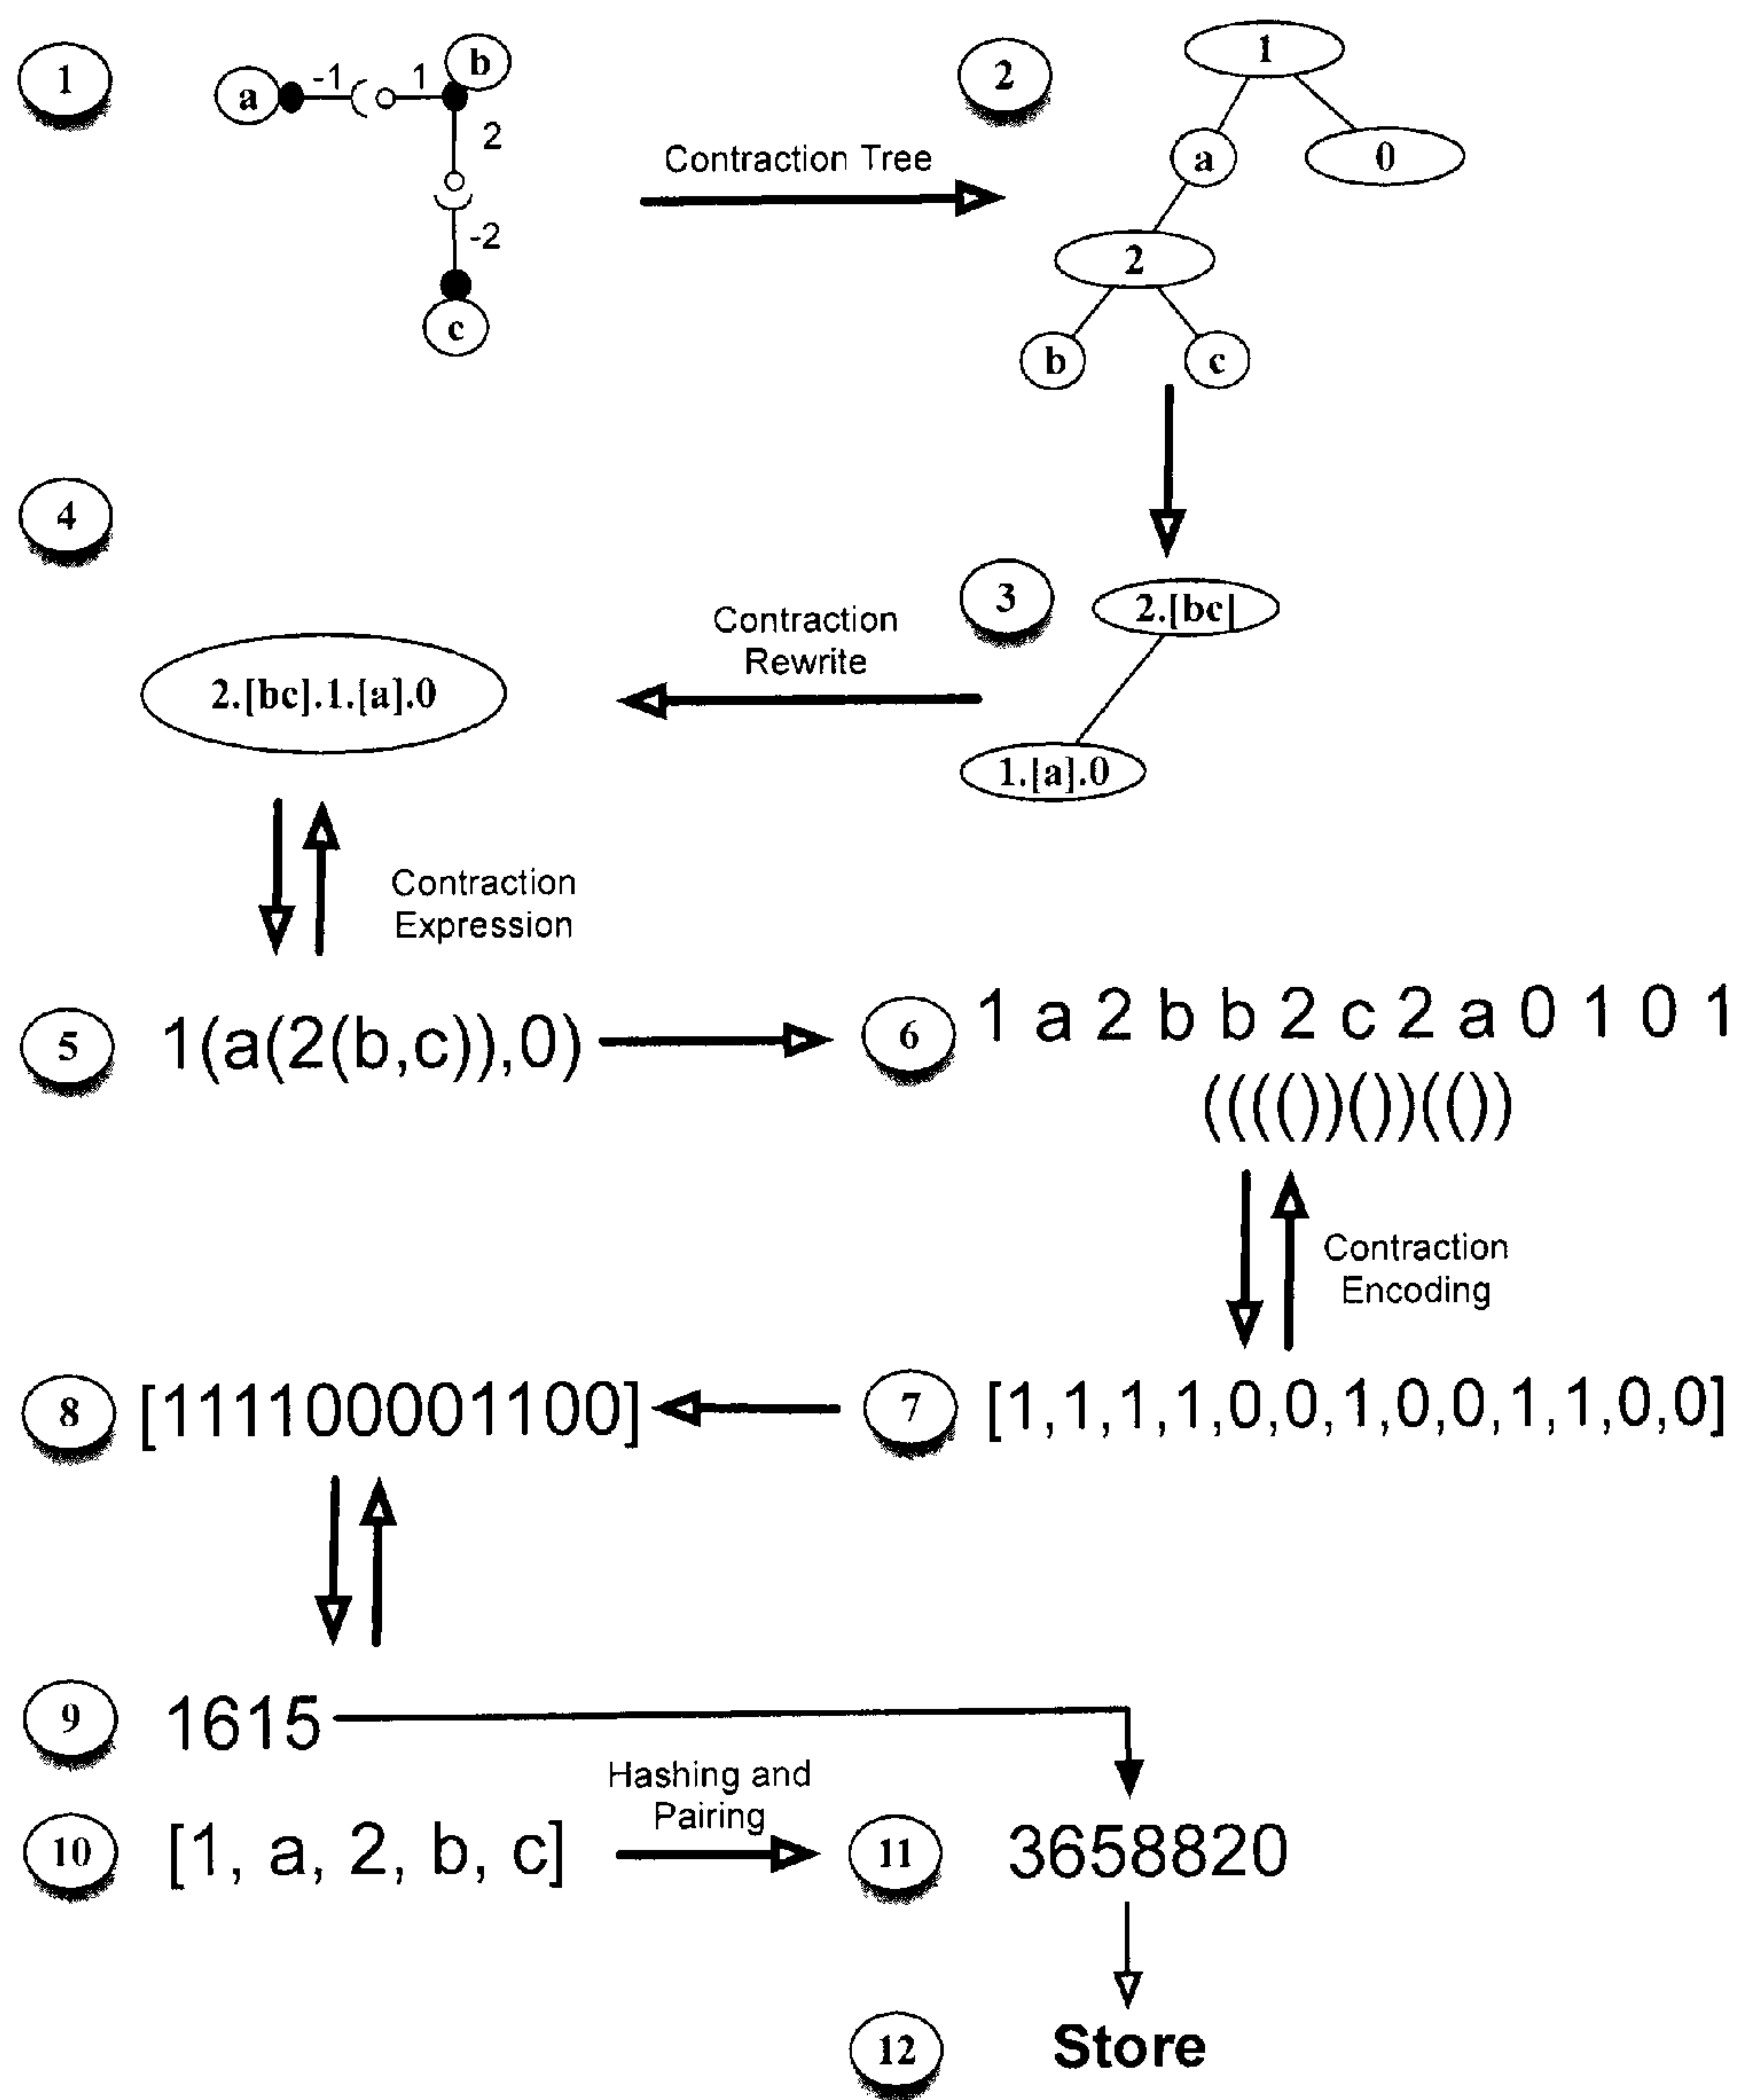 1
a
-1
1
b
2
-2
c
Contraction Tree
2
1
a
0
2
b
c
4
3
2.[bc|
1.[a].0
Contraction
Rewrite
2.[bc].1.[a].0
Contraction
Expression
5
1(a(2(b,c)),0)
6
1 a 2 b b 2 c 2 a 0 1 0 1
(((())())(())
Contraction
Encoding
8
[111100001100]
7
[1,1,1,1,0,0,1,0,0,1,1,0,0]
9
1615
Hashing and
Pairing
10
[1, a, 2, b, c]
11
3658820
12
Store